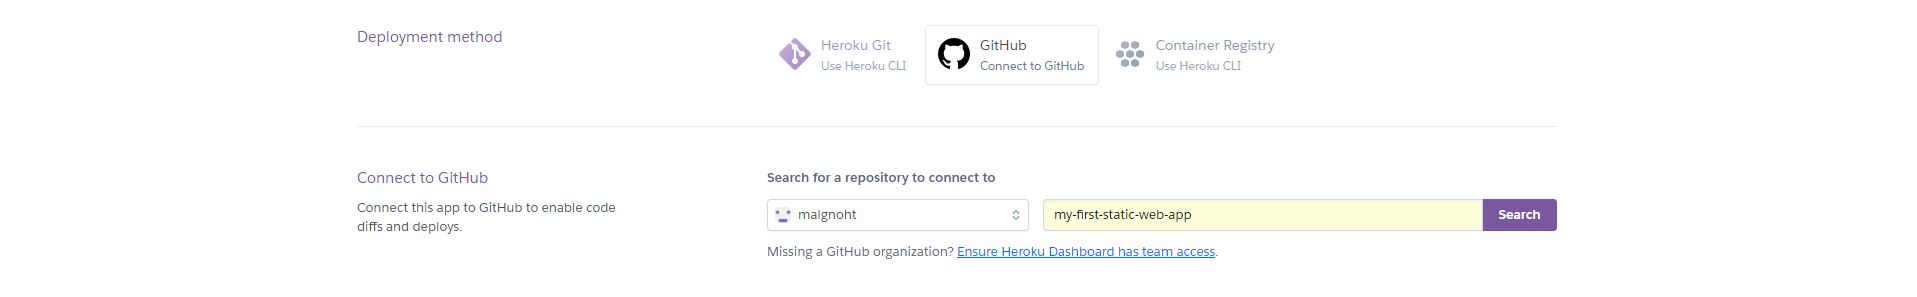 Deployment method
Heroku Git
Use Heroku CLI
GitHub
Connect to GitHub
Container Registry
Use Heroku CLI
Connect to GitHub
Connect this app to GitHub to enable code
diffs and deploys.
Search for a repository to connect to
malgnoht
my-first-static-web-app
Search
Missing a GitHub organization? Ensure Heroku Dashboard has team access.